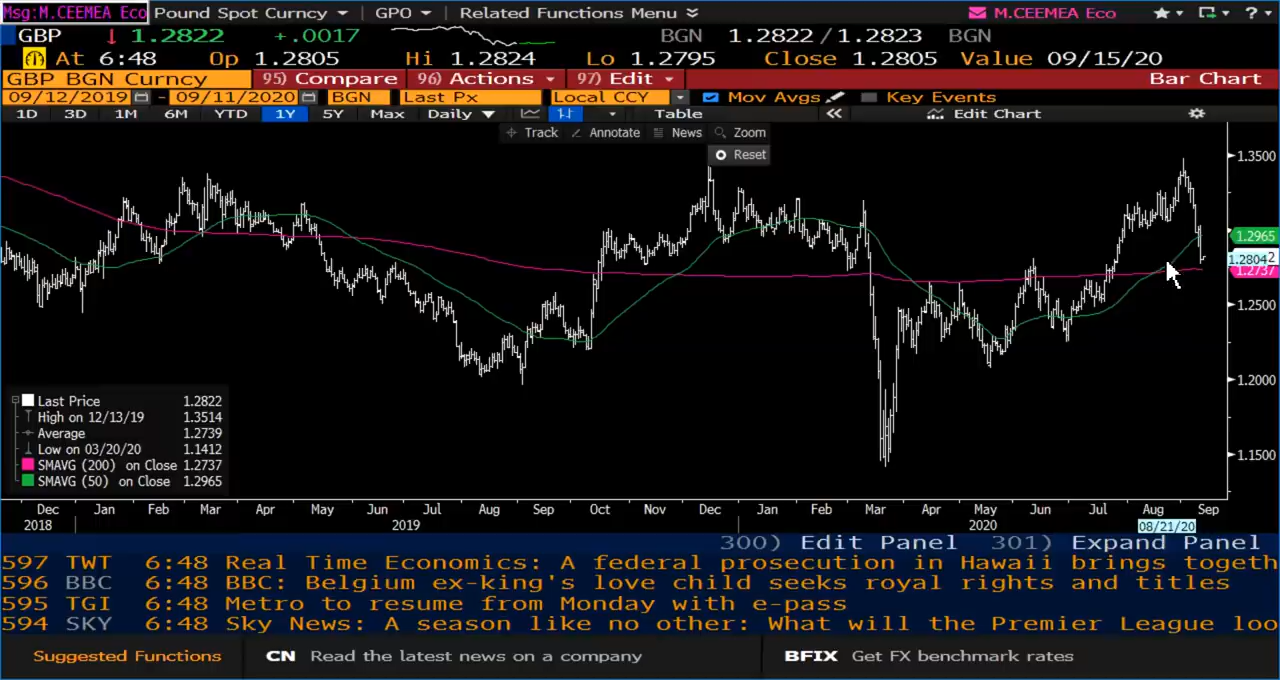 Msg:M.CEEMEA Eco Pound Spot Curncy GPO Related Functions Menu M.CEEMEA Eco ?
GBP ↓ 1.2822 +.0017 BGN 1.2822 / 1.2823 BGN
At 6:48 Op 1.2805 Hi 1.2824 Lo 1.2795 Close 1.2805 Value 09/15/20
GBP BGN Curncy 95) Compare 96) Actions 97) Edit Bar Chart
09/12/2019 - 09/11/2020 BGN Last Px Local CCY Mov Avgs Key Events
1D 3D 1M 6M YTD 1Y 5Y Max Daily Table « Edit Chart
Track Annotate News Zoom
Reset
1.3500
1.2965
1.2804
1.2737
1.2500
1.2000
1.1500
Last Price 1.2822
High on 12/13/19 1.3514
Average 1.2739
Low on 03/20/20 1.1412
SMAVG (200) on Close 1.2737
SMAVG (50) on Close 1.2965
Dec Jan Feb Mar Apr May Jun Jul Aug Sep Oct Nov Dec Jan Feb Mar Apr May Jun Jul Aug Sep
2018 2019 2020 08/21/20
300) Edit Panel 301) Expand Panel
597 TWT 6:48 Real Time Economics: A federal prosecution in Hawaii brings togeth
596 BBC 6:48 BBC: Belgium ex-king's love child seeks royal rights and titles
595 TGI 6:48 Metro to resume from Monday with e-pass
594 SKY 6:48 Sky News: A season like no other: What will the Premier League loo
Suggested Functions CN Read the latest news on a company BFIX Get FX benchmark rates